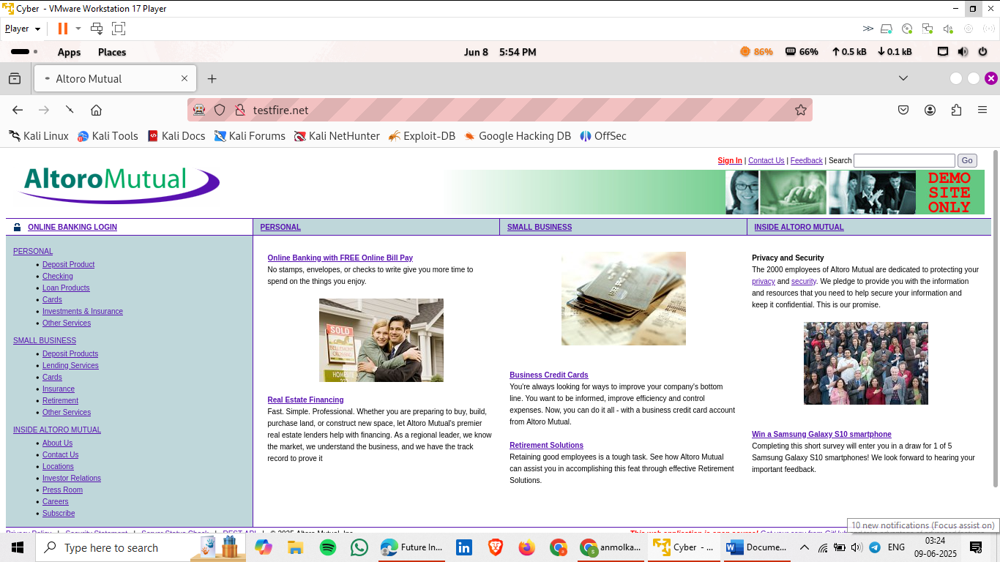 Cyber - VMware Workstation 17 Player
Player
Apps Places Jun 8 5:54 PM 86% 66% 0.5 kB 0.1 kB
Altoro Mutual
testfire.net
Kali Linux Kali Tools Kali Docs Kali Forums Kali NetHunter Exploit-DB Google Hacking DB OffSec
Sign In | Contact Us | Feedback | Search Go
AltoroMutual
DEMO
SITE
ONLY
ONLINE BANKING LOGIN
PERSONAL
SMALL BUSINESS
INSIDE ALTORO MUTUAL
PERSONAL
Deposit Product
Checking
Loan Products
Cards
Investments & Insurance
Other Services
SMALL BUSINESS
Deposit Products
Lending Services
Cards
Insurance
Retirement
Other Services
INSIDE ALTORO MUTUAL
About Us
Contact Us
Locations
Investor Relations
Press Room
Careers
Subscribe
Online Banking with FREE Online Bill Pay
No stamps, envelopes, or checks to write give you more time to
spend on the things you enjoy.
SOLD
Real Estate Financing
Fast. Simple. Professional. Whether you are preparing to buy, build,
purchase land, or construct new space, let Altoro Mutual's premier
real estate lenders help with financing. As a regional leader, we know
the market, we understand the business, and we have the track
record to prove it
Business Credit Cards
You're always looking for ways to improve your company's bottom
line. You want to be informed, improve efficiency and control
expenses. Now, you can do it all - with a business credit card account
from Altoro Mutual.
Retirement Solutions
Retaining good employees is a tough task. See how Altoro Mutual
can assist you in accomplishing this feat through effective Retirement
Solutions.
Privacy and Security
The 2000 employees of Altoro Mutual are dedicated to protecting your
privacy and security. We pledge to provide you with the information
and resources that you need to help secure your information and
keep it confidential. This is our promise.
Win a Samsung Galaxy S10 smartphone
Completing this short survey will enter you in a draw for 1 of 5
Samsung Galaxy S10 smartphones! We look forward to hearing your
important feedback.
Privacy Policy | Security Statement | Server Status Check | REST API | © 2025 Altoro Mutual, Inc.
This web application is open source! Get your copy from GitHub
10 new notifications (Focus assist on)
Type here to search
Future In...
anmolka...
Cyber - ...
Docume...
ENG
03:24
09-06-2025